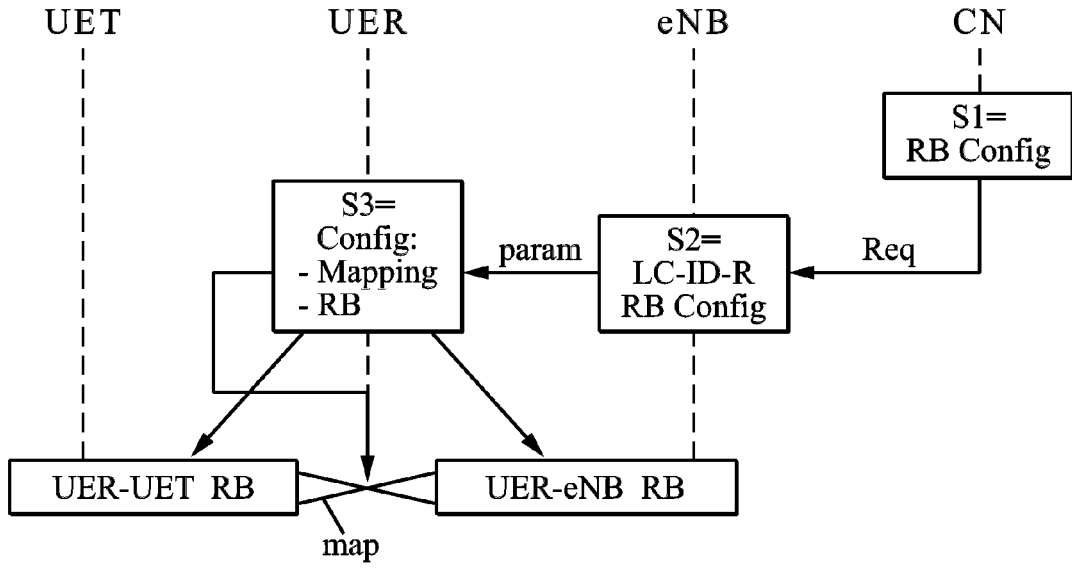 UET UER eNB CN
S1=
RB Config
S3=
Config:
- Mapping
- RB
param
S2=
LC-ID-R
RB Config
Req
UER-UET RB
UER-eNB RB
map